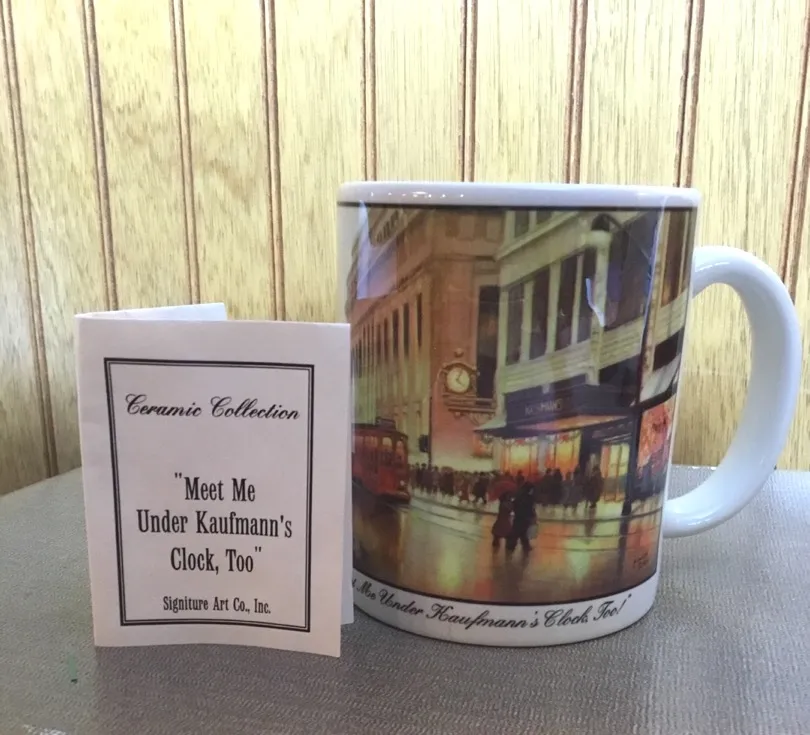 Ceramic Collection
"Meet Me
Under Kaufmann's
Clock, Too"
Signiture Art Co., Inc.
Me Under Kaufmann's Clock, Too!"